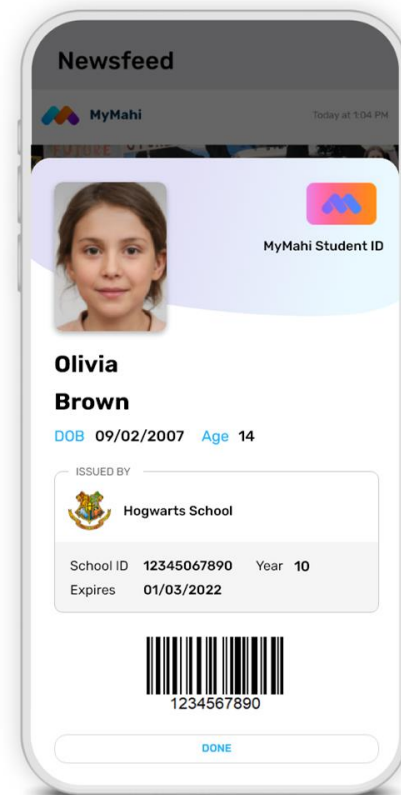 Newsfeed
MyMahi Today at 1:04 PM
FUTURE
MyMahi Student ID
Olivia
Brown
DOB 09/02/2007 Age 14
ISSUED BY
Hogwarts School
School ID 12345067890 Year 10
Expires 01/03/2022
1234567890
DONE